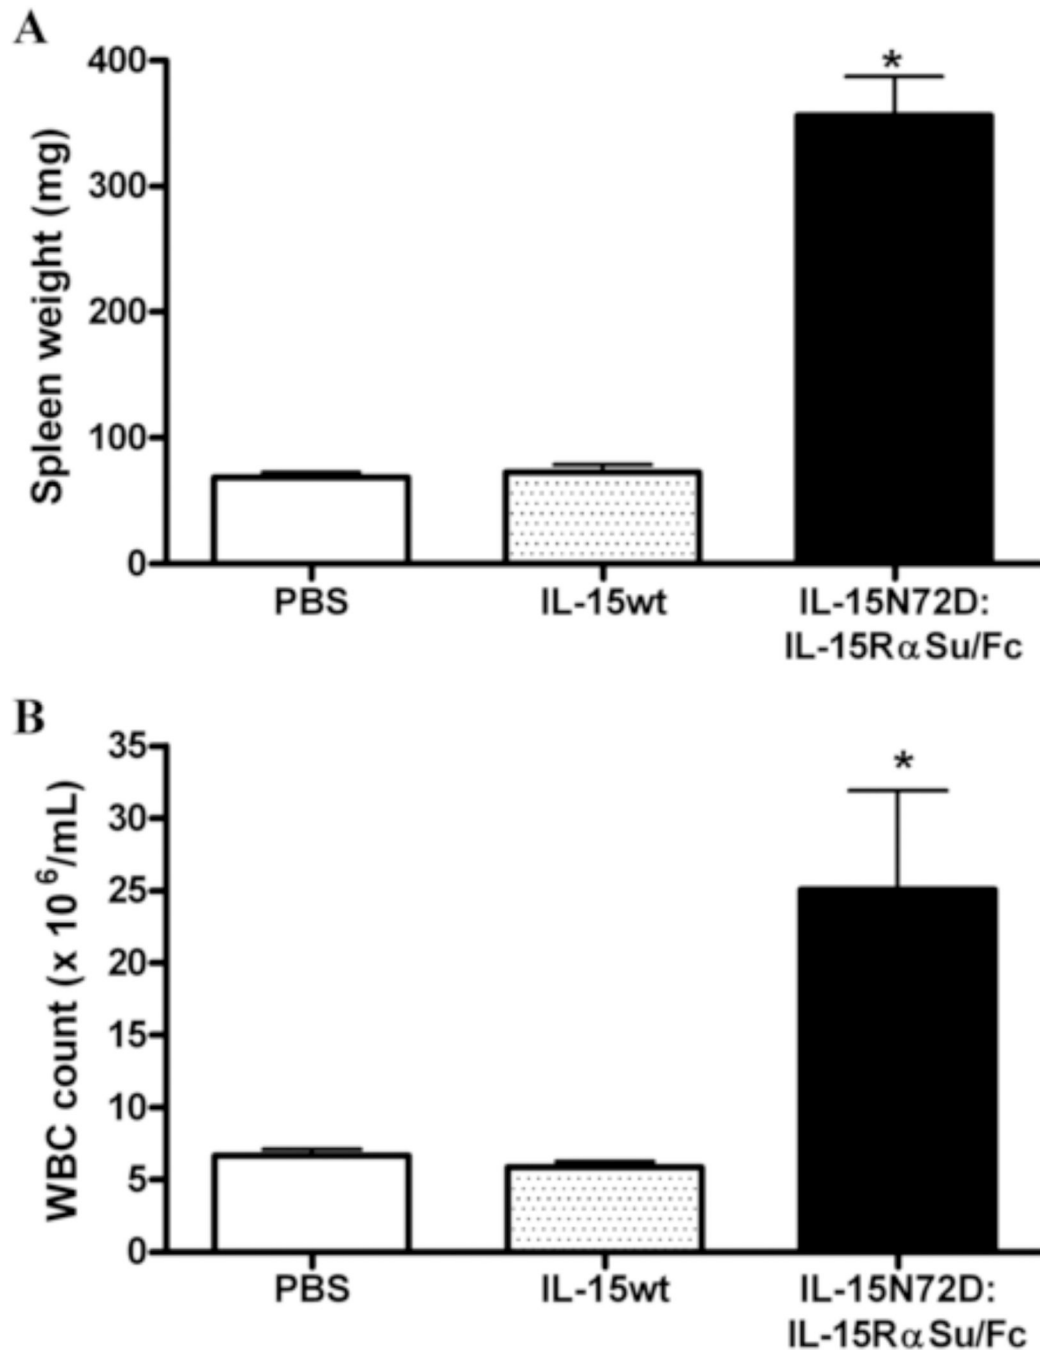 A
Spleen weight (mg)
400
300
200
100
0
*
PBS
IL-15wt
IL-15N72D:
IL-15RαSu/Fc
B
WBC count (x 10⁶/mL)
35
30
25
20
15
10
5
0
*
PBS
IL-15wt
IL-15N72D:
IL-15RαSu/Fc